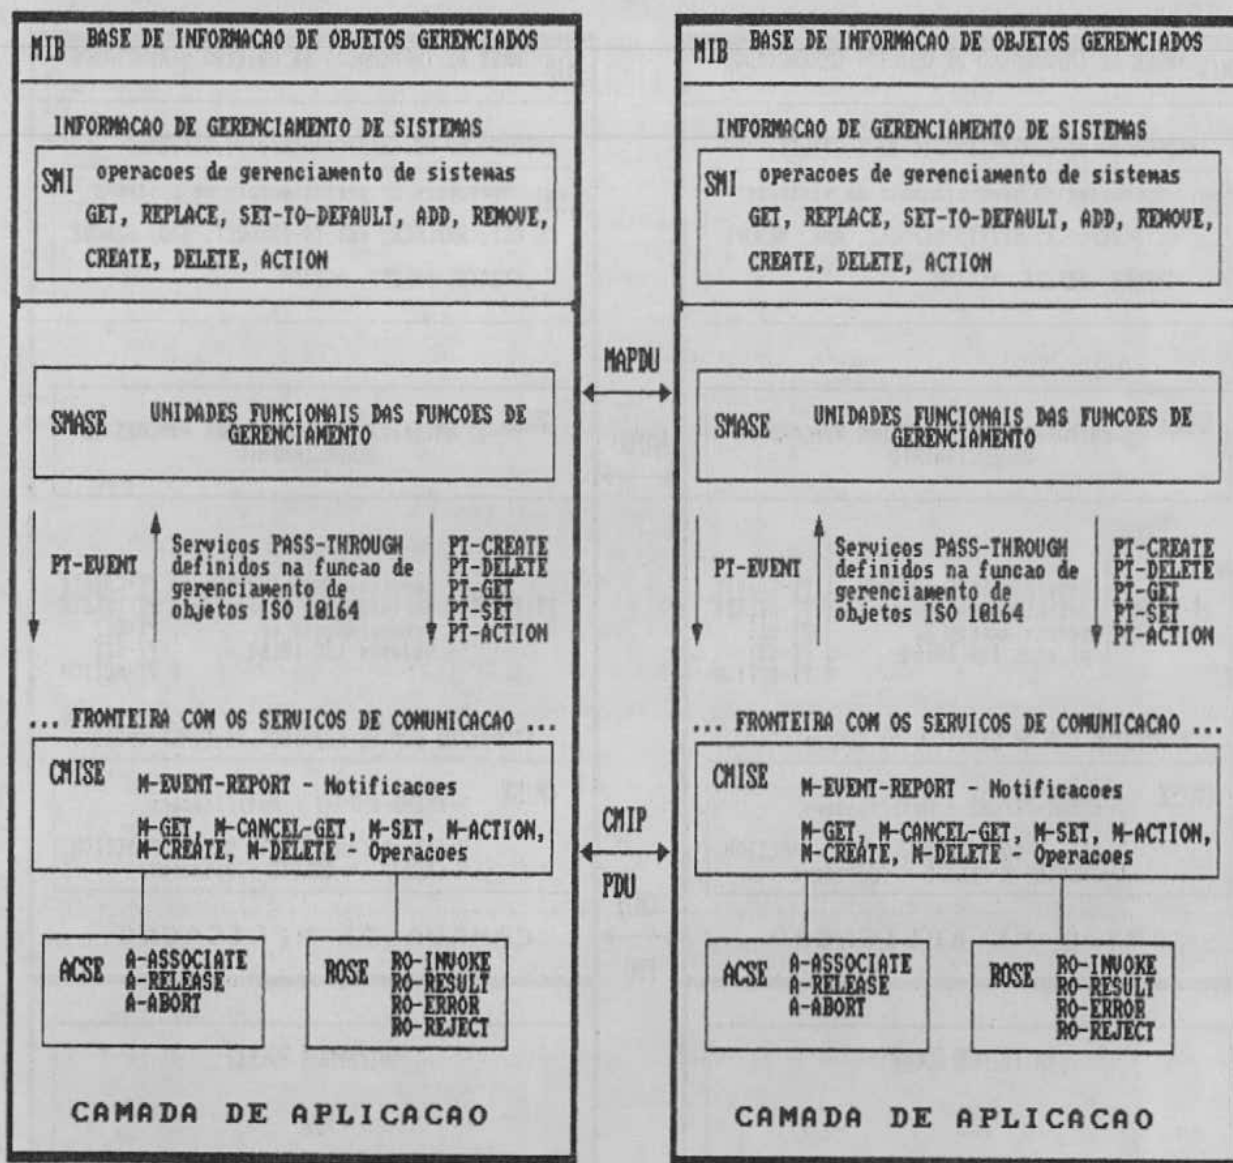 MIB BASE DE INFORMACAO DE OBJETOS GERENCIADOS
INFORMACAO DE GERENCIAMENTO DE SISTEMAS
SMI operacoes de gerenciamento de sistemas
GET, REPLACE, SET-TO-DEFAULT, ADD, REMOVE,
CREATE, DELETE, ACTION
SMASE UNIDADES FUNCIONAIS DAS FUNCOES DE
GERENCIAMENTO
PT-EVENT
Servicos PASS-THROUGH
definidos na funcao de
gerenciamento de
objetos ISO 10164
PT-CREATE
PT-DELETE
PT-GET
PT-SET
PT-ACTION
... FRONTEIRA COM OS SERVICOS DE COMUNICACAO ...
CMISE
M-EVENT-REPORT - Notificacoes
M-GET, M-CANCEL-GET, M-SET, M-ACTION,
M-CREATE, M-DELETE - Operacoes
ACSE
A-ASSOCIATE
A-RELEASE
A-ABORT
ROSE
RO-INVOKE
RO-RESULT
RO-ERROR
RO-REJECT
CAMADA DE APLICACAO
MAPDU
CMIP
PDU
MIB BASE DE INFORMACAO DE OBJETOS GERENCIADOS
INFORMACAO DE GERENCIAMENTO DE SISTEMAS
SMI operacoes de gerenciamento de sistemas
GET, REPLACE, SET-TO-DEFAULT, ADD, REMOVE,
CREATE, DELETE, ACTION
SMASE UNIDADES FUNCIONAIS DAS FUNCOES DE
GERENCIAMENTO
PT-EVENT
Servicos PASS-THROUGH
definidos na funcao de
gerenciamento de
objetos ISO 10164
PT-CREATE
PT-DELETE
PT-GET
PT-SET
PT-ACTION
... FRONTEIRA COM OS SERVICOS DE COMUNICACAO ...
CMISE
M-EVENT-REPORT - Notificacoes
M-GET, M-CANCEL-GET, M-SET, M-ACTION,
M-CREATE, M-DELETE - Operacoes
ACSE
A-ASSOCIATE
A-RELEASE
A-ABORT
ROSE
RO-INVOKE
RO-RESULT
RO-ERROR
RO-REJECT
CAMADA DE APLICACAO